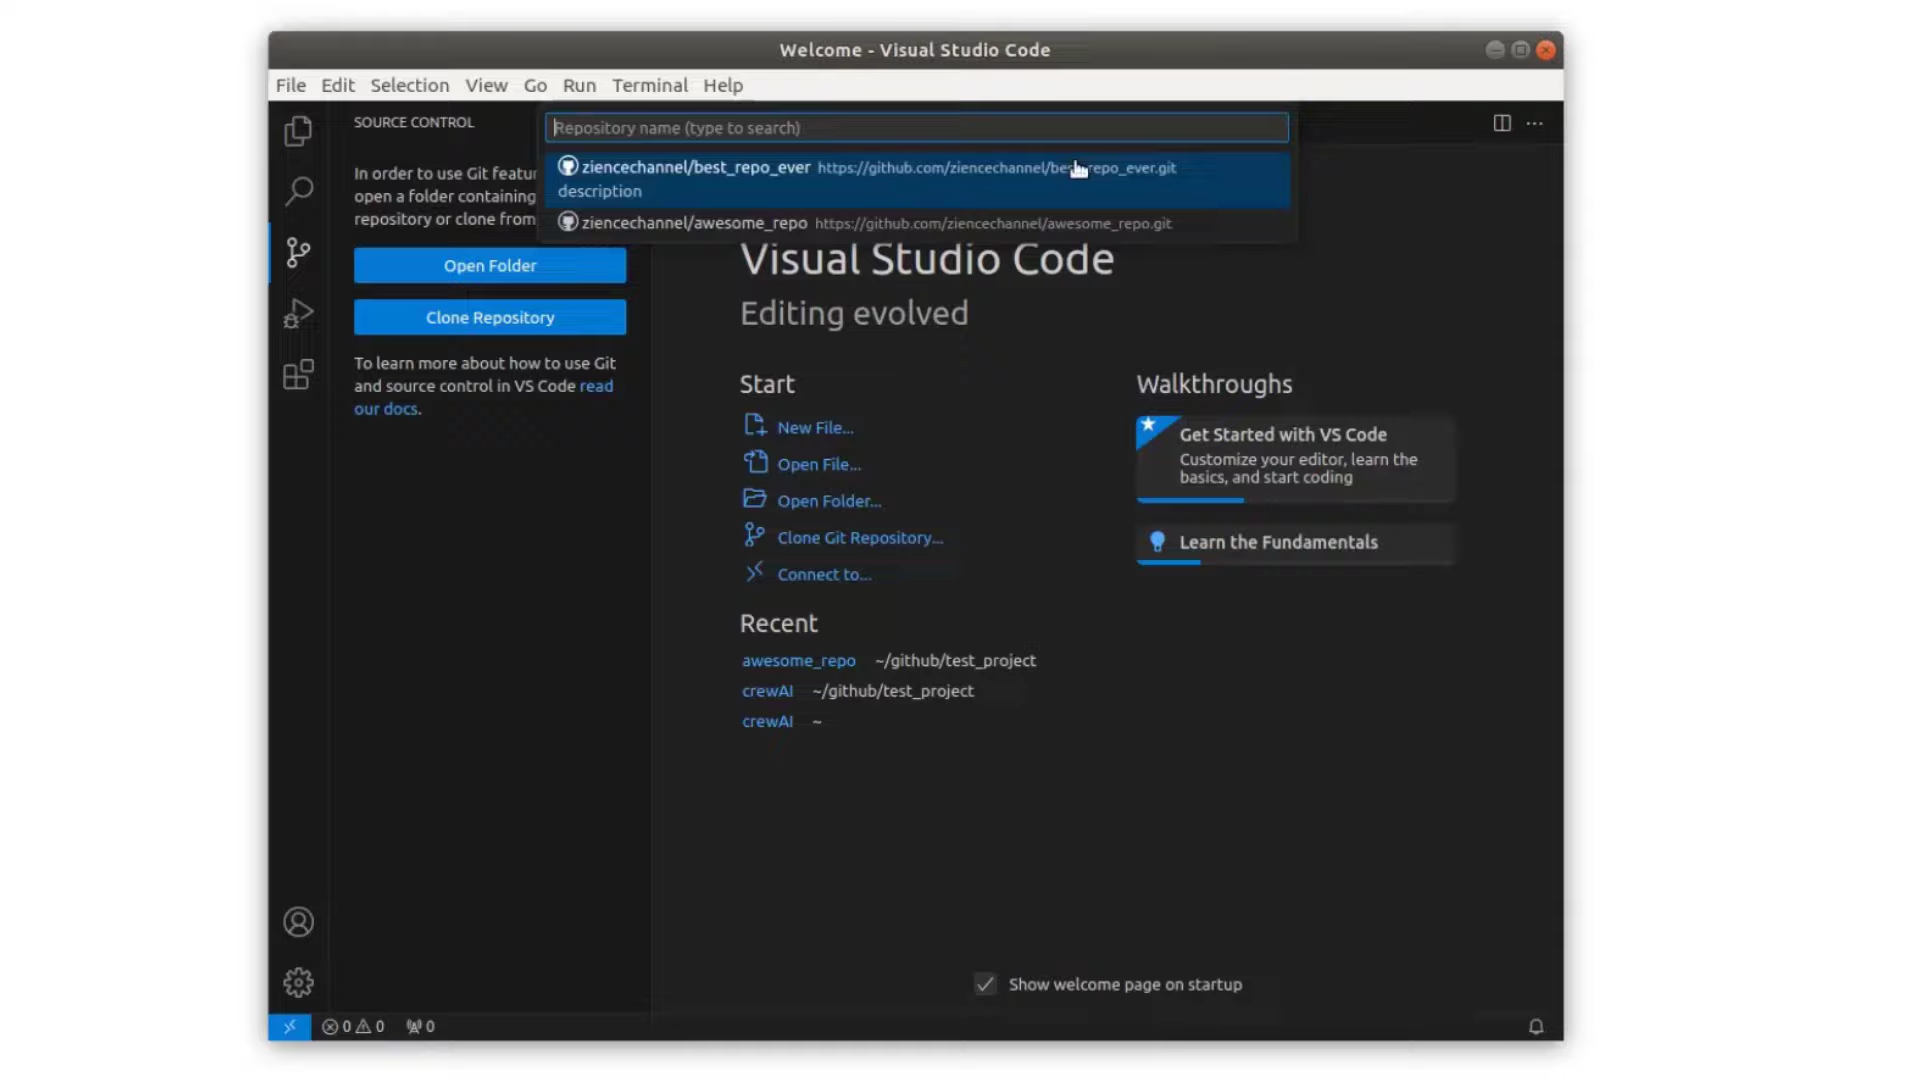 Welcome - Visual Studio Code
File Edit Selection View Go Run Terminal Help
SOURCE CONTROL
Repository name (type to search)
ziencechannel/best_repo_ever https://github.com/ziencechannel/best_repo_ever.git
description
ziencechannel/awesome_repo https://github.com/ziencechannel/awesome_repo.git
In order to use Git featur
open a folder containing
repository or clone from
Open Folder
Clone Repository
To learn more about how to use Git
and source control in VS Code read
our docs.
Visual Studio Code
Editing evolved
Start
New File...
Open File...
Open Folder...
Clone Git Repository...
Connect to...
Recent
awesome_repo ~/github/test_project
crewAI ~/github/test_project
crewAI ~
Walkthroughs
Get Started with VS Code
Customize your editor, learn the
basics, and start coding
Learn the Fundamentals
Show welcome page on startup
0 0 0